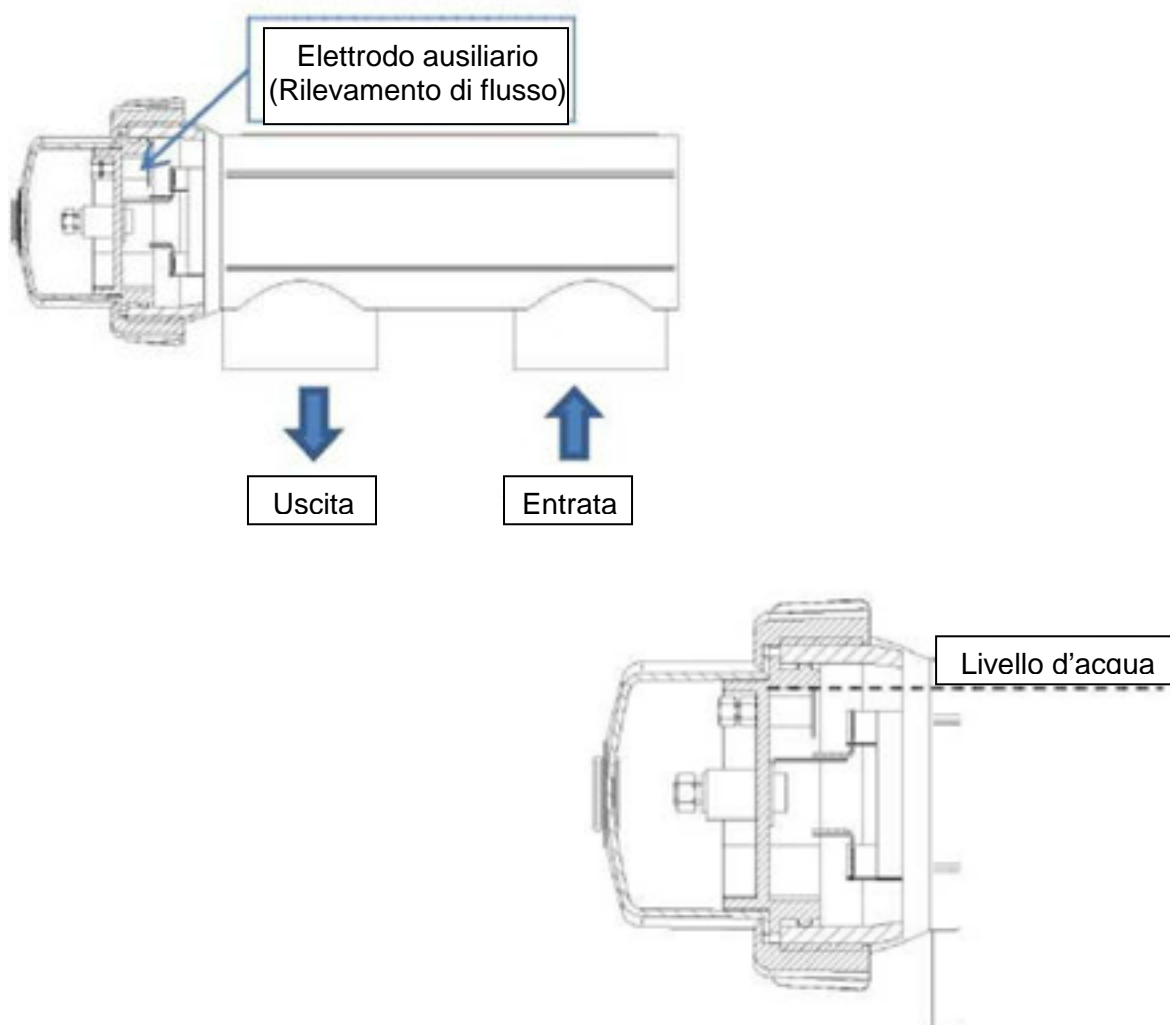 Elettrodo ausiliario
(Rilevamento di flusso)
Uscita
Entrata
Livello d'acqua